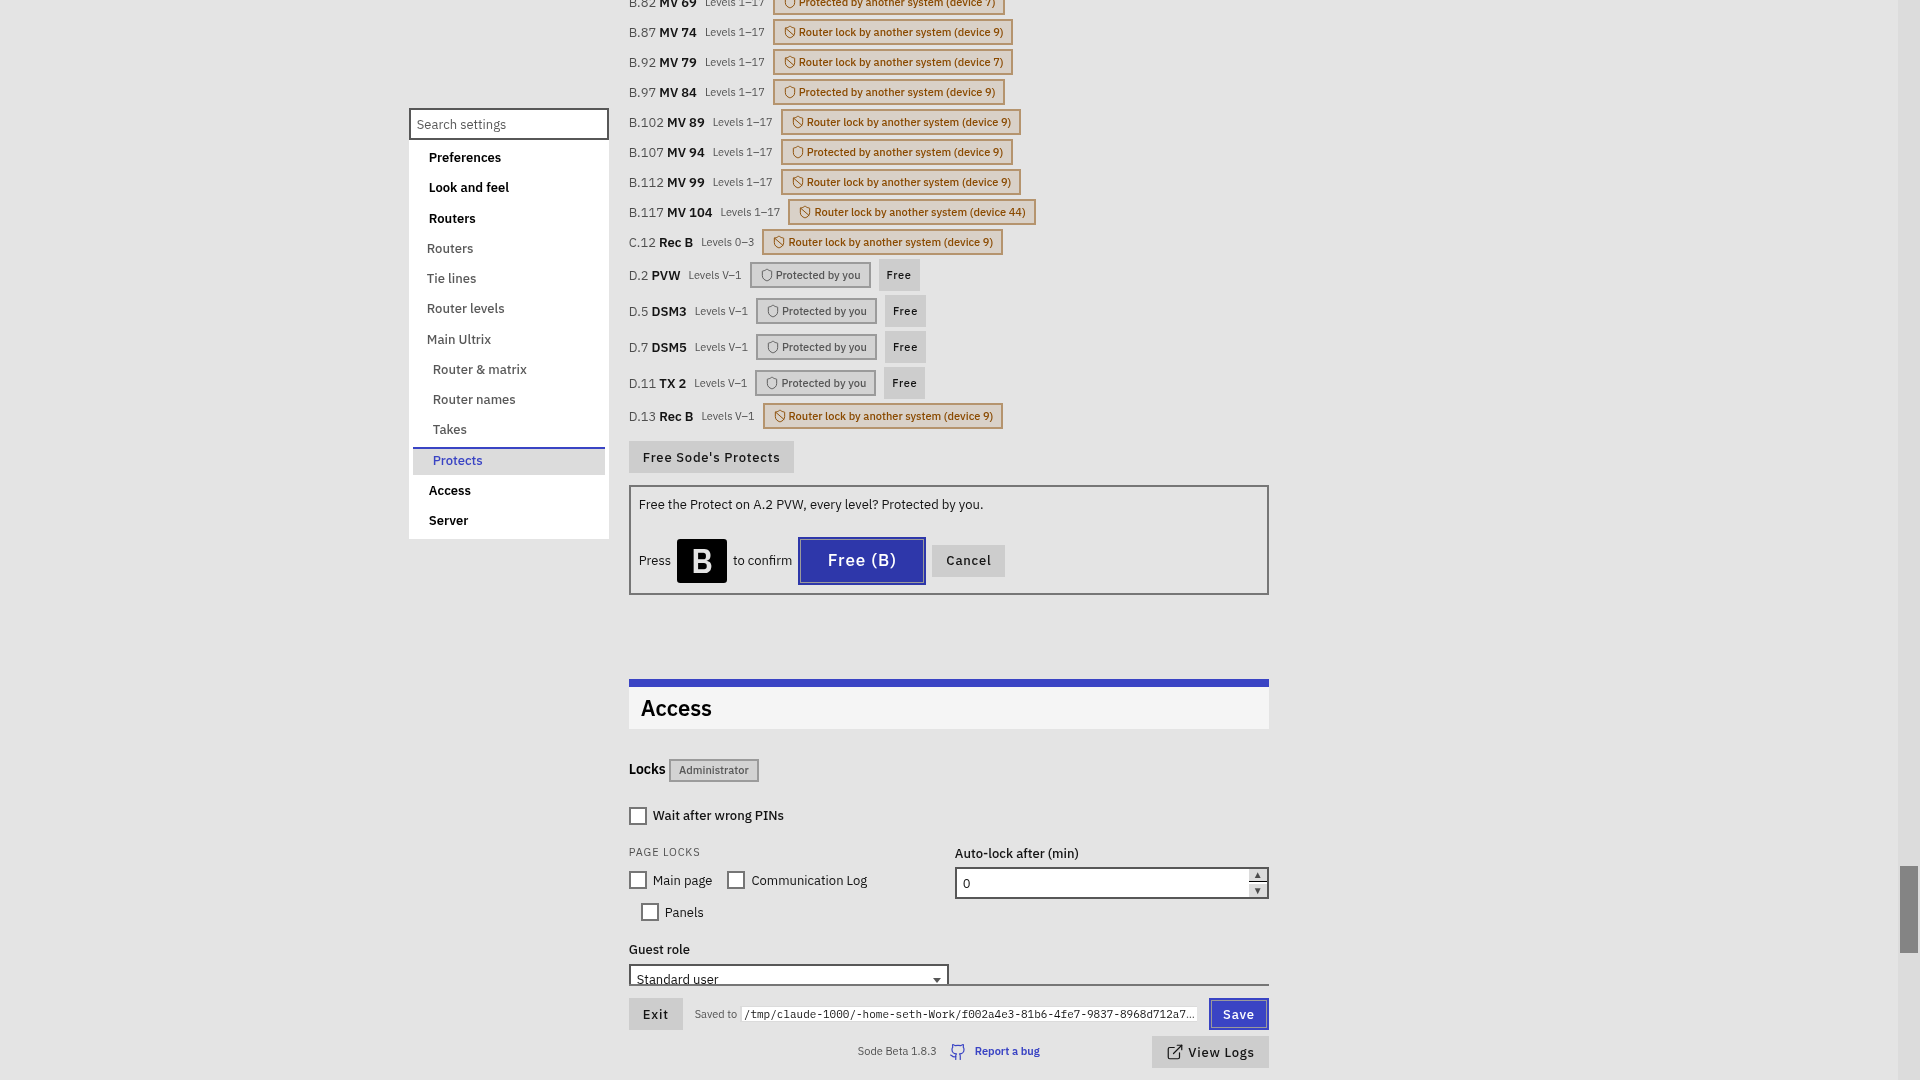 B.82 MV 69 Levels 1–17 Protected by another system (device 7)
B.87 MV 74 Levels 1–17 Router lock by another system (device 9)
B.92 MV 79 Levels 1–17 Router lock by another system (device 7)
B.97 MV 84 Levels 1–17 Protected by another system (device 9)
B.102 MV 89 Levels 1–17 Router lock by another system (device 9)
B.107 MV 94 Levels 1–17 Protected by another system (device 9)
B.112 MV 99 Levels 1–17 Router lock by another system (device 9)
B.117 MV 104 Levels 1–17 Router lock by another system (device 44)
C.12 Rec B Levels 0–3 Router lock by another system (device 9)
D.2 PVW Levels V–1 Protected by you Free
D.5 DSM3 Levels V–1 Protected by you Free
D.7 DSM5 Levels V–1 Protected by you Free
D.11 TX 2 Levels V–1 Protected by you Free
D.13 Rec B Levels V–1 Router lock by another system (device 9)
Free Sode's Protects
Free the Protect on A.2 PVW, every level? Protected by you.
Press B to confirm Free (B) Cancel
Search settings
Preferences
Look and feel
Routers
Routers
Tie lines
Router levels
Main Ultrix
Router & matrix
Router names
Takes
Protects
Access
Server
Access
Locks Administrator
Wait after wrong PINs
PAGE LOCKS
Main page Communication Log
Panels
Auto-lock after (min)
0
Guest role
Standard user
Exit Saved to /tmp/claude-1000/-home-seth-Work/f002a4e3-81b6-4fe7-9837-8968d712a7… Save
Sode Beta 1.8.3 Report a bug View Logs